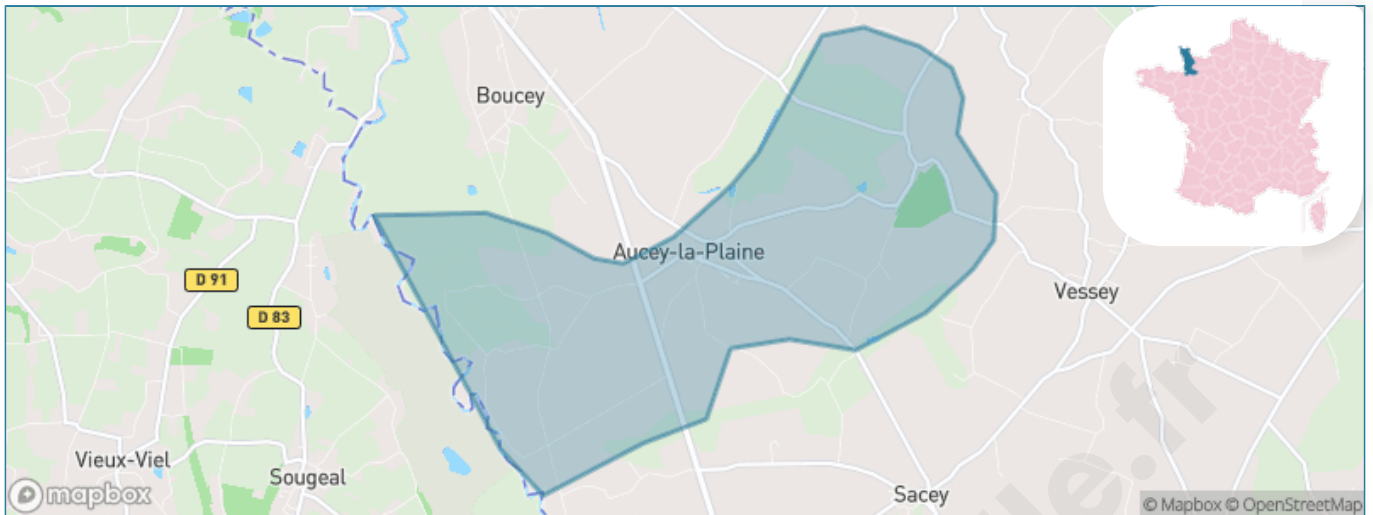 Boucey
Aucey-la-Plaine
D 91
Vessey
D 83
Vieux-Viel
Sougeal
Sacey
mapbox
© Mapbox © OpenStreetMap